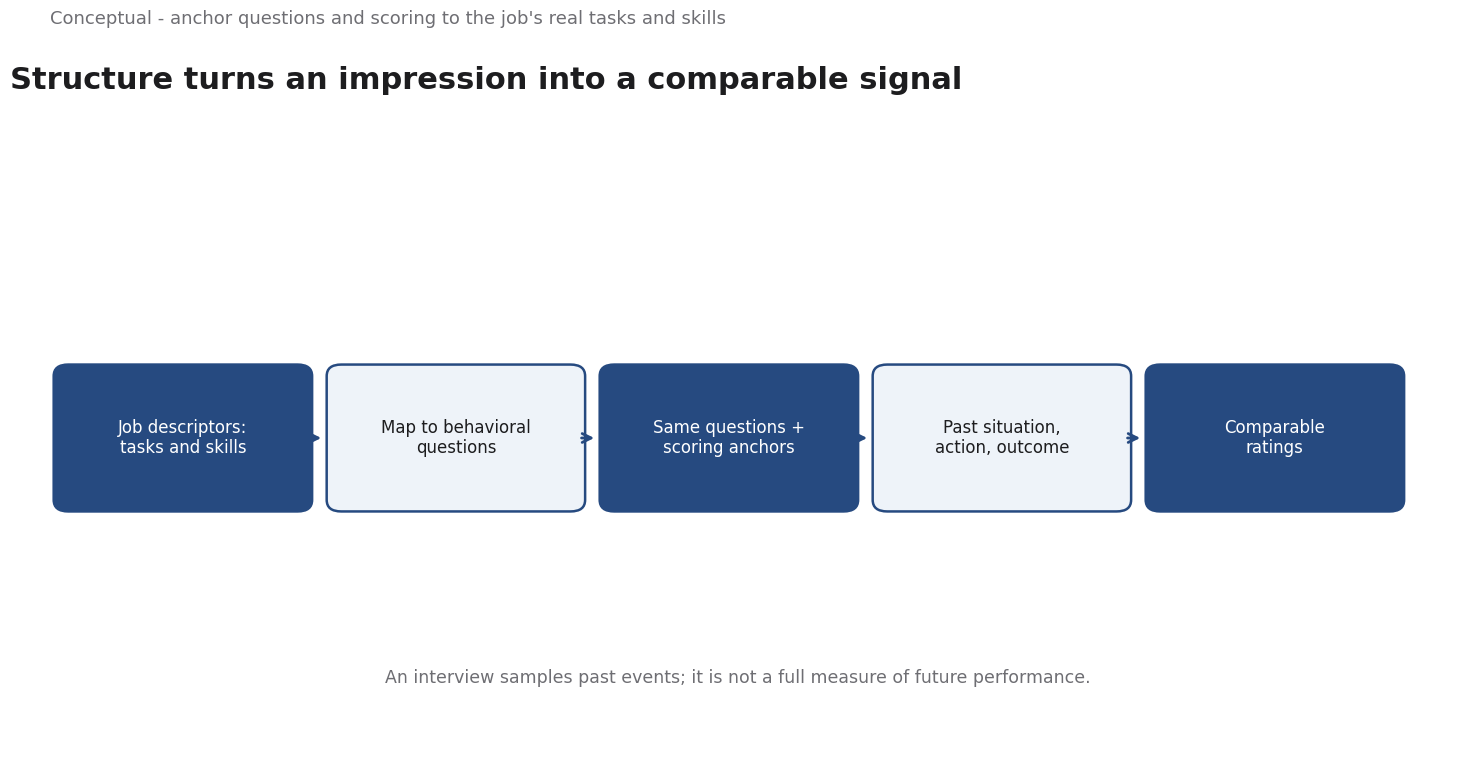 Conceptual - anchor questions and scoring to the job's real tasks and skills
Structure turns an impression into a comparable signal
Job descriptors:
tasks and skills
Map to behavioral
questions
Same questions +
scoring anchors
Past situation,
action, outcome
Comparable
ratings
An interview samples past events; it is not a full measure of future performance.